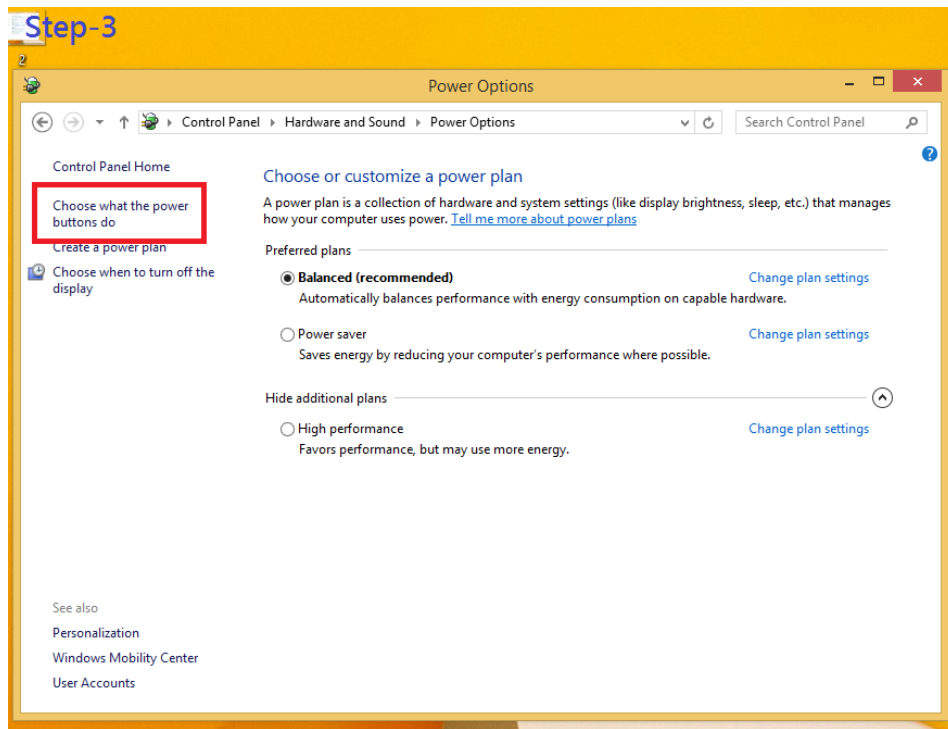 Step-3
2
Power Options
Control Panel Hardware and Sound Power Options
Search Control Panel
Control Panel Home
Choose what the power
buttons do
Create a power plan
Choose when to turn off the
display
Choose or customize a power plan
A power plan is a collection of hardware and system settings (like display brightness, sleep, etc.) that manages
how your computer uses power. Tell me more about power plans
Preferred plans
Balanced (recommended) Change plan settings
Automatically balances performance with energy consumption on capable hardware.
Power saver Change plan settings
Saves energy by reducing your computer's performance where possible.
Hide additional plans
High performance Change plan settings
Favors performance, but may use more energy.
See also
Personalization
Windows Mobility Center
User Accounts